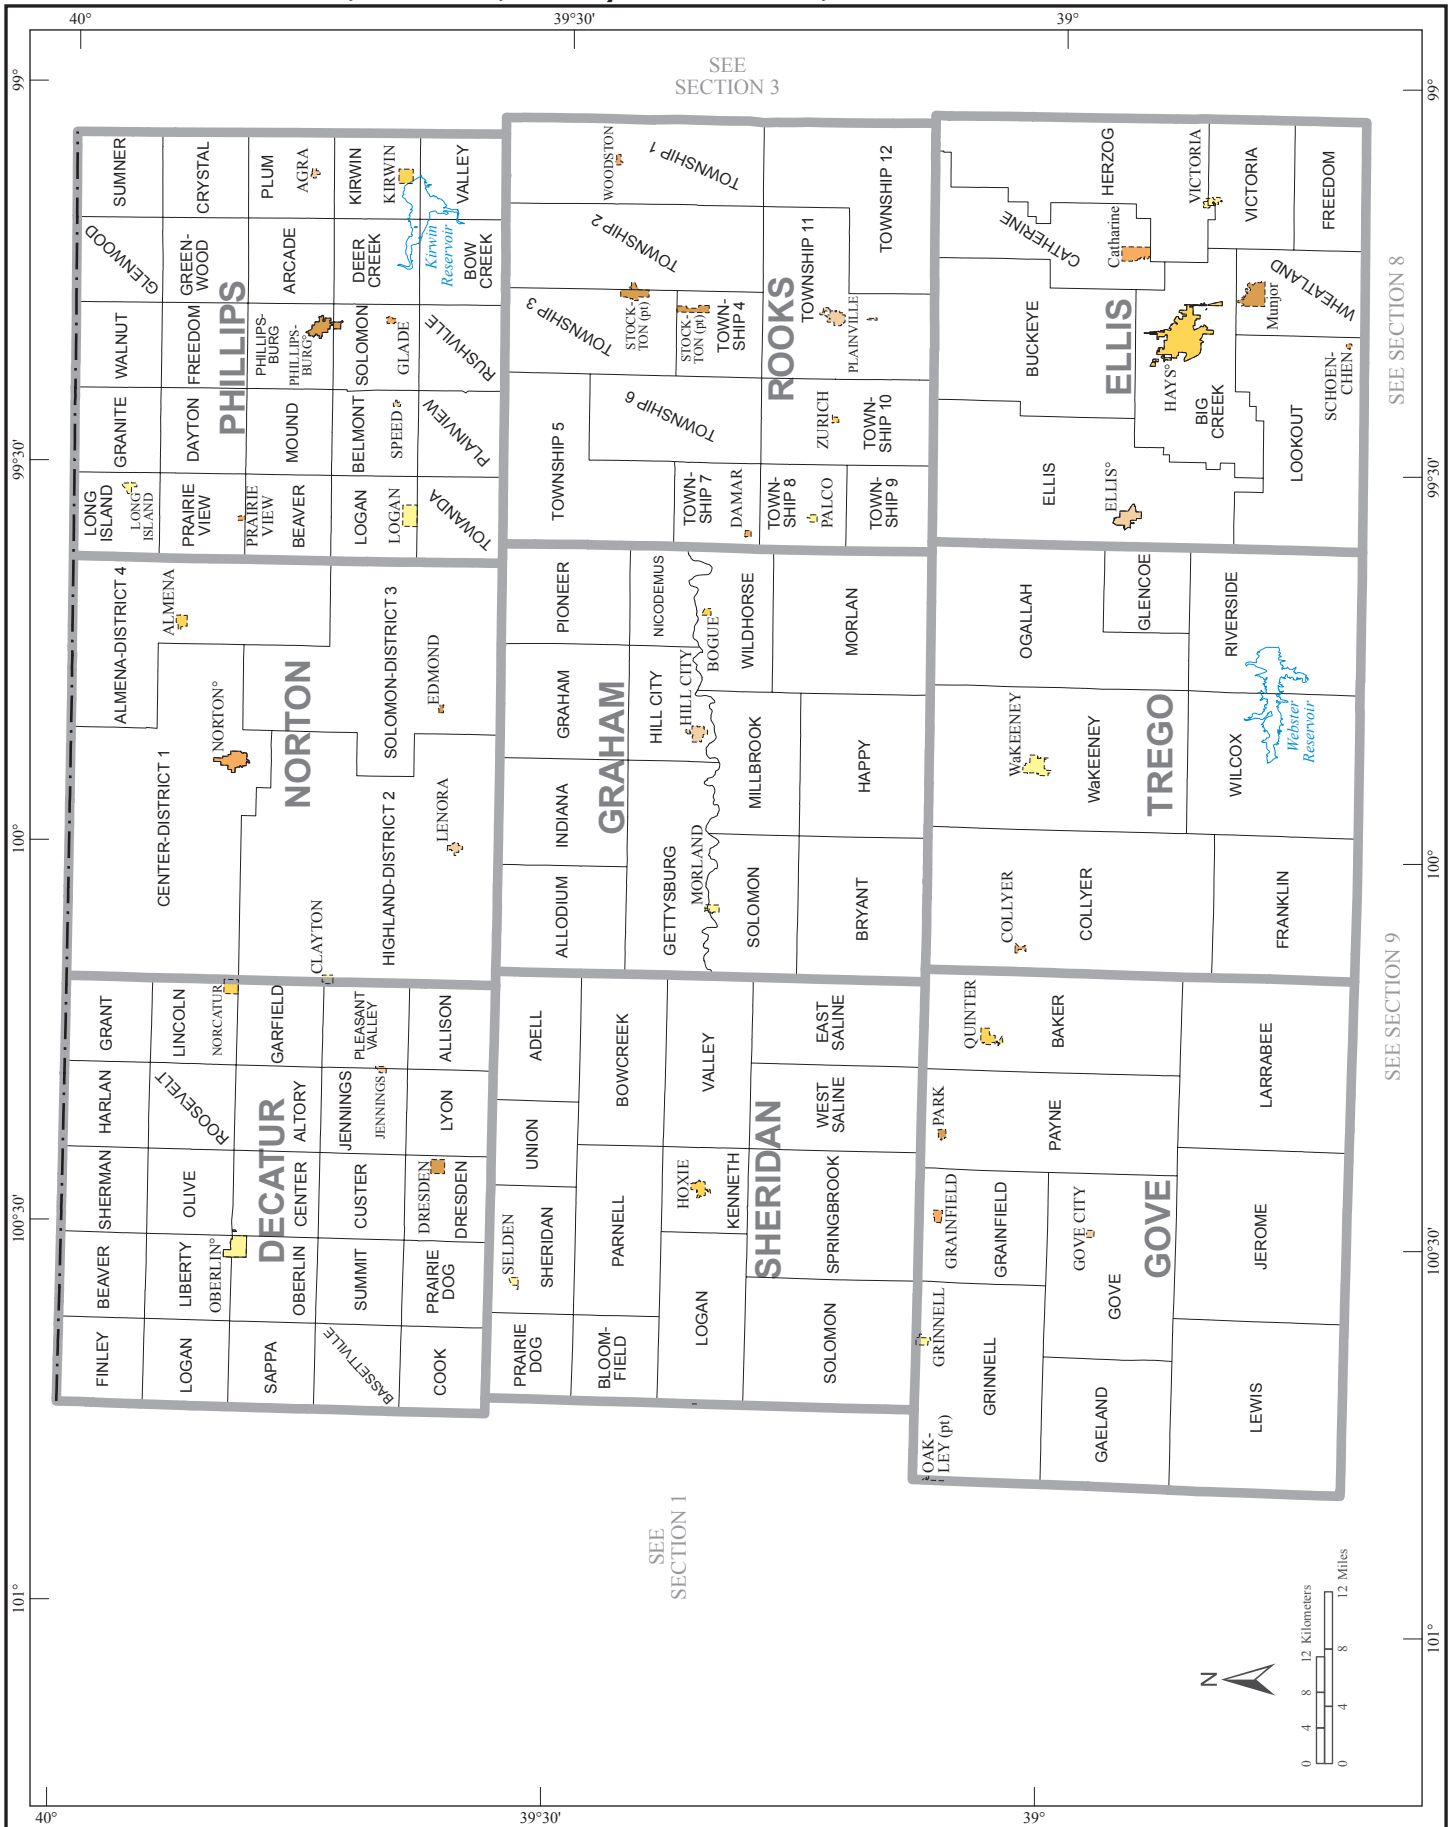 40°
39°30'
39°
99°
99°
SEE
SECTION 3
SUMNER
CRYSTAL
PLUM
AGRA
KIRWIN
KIRWIN
VALLEY
GLENWOOD
GREEN-
WOOD
ARCADE
DEER
CREEK
Kirwin
Reservoir
BOW
CREEK
WALNUT
FREEDOM
PHILLIPS
PHILLIPS-
BURG
PHILLIPS-
BURG°
SOLOMON
GLADE
RUSHVILLE
GRANITE
DAYTON
MOUND
BELMONT
SPEED
PLAINVIEW
99°30'
LONG
ISLAND
LONG
ISLAND
PRAIRIE
VIEW
PRAIRIE
VIEW
BEAVER
LOGAN
LOGAN
TOWANDA
WOODSTON
TOWNSHIP 1
TOWNSHIP 12
TOWNSHIP 2
TOWNSHIP 11
ROOKS
TOWNSHIP 3
STOCK-
TON (pt)
STOCK-
TON (pt)
TOWN-
SHIP 4
PLAINVILLE
TOWNSHIP 5
TOWNSHIP 6
ZURICH
TOWN-
SHIP 10
TOWN-
SHIP 7
DAMAR
TOWN-
SHIP 8
PALCO
TOWN-
SHIP 9
HERZOG
VICTORIA
VICTORIA
FREEDOM
CATHERINE
Catharine
WHEATLAND
Munjor
BUCKEYE
ELLIS
HAYS°
BIG
CREEK
SCHOEN-
CHEN
LOOKOUT
ELLIS
ELLIS°
99°30'
SEE SECTION 8
ALMENA-DISTRICT 4
ALMENA
SOLOMON-DISTRICT 3
EDMOND
NORTON°
NORTON
CENTER-DISTRICT 1
HIGHLAND-DISTRICT 2
LENORA
CLAYTON
100°
PIONEER
NICODEMUS
BOGUE
WILDHORSE
MORLAN
GRAHAM
GRAHAM
HILL CITY
HILL CITY
MILLBROOK
HAPPY
INDIANA
ALLODIUM
GETTYSBURG
MORLAND
SOLOMON
BRYANT
OGALLAH
GLENCOE
RIVERSIDE
WaKEENEY
WaKEENEY
TREGO
WILCOX
Webster
Reservoir
COLLYER
COLLYER
FRANKLIN
100°
GRANT
LINCOLN
NORCATUR
GARFIELD
PLEASANT
VALLEY
ALLISON
HARLAN
ROOSEVELT
DECATUR
ALTORY
JENNINGS
JENNINGS
LYON
SHERMAN
OLIVE
CENTER
CUSTER
DRESDEN
DRESDEN
100°30'
BEAVER
LIBERTY
OBERLIN°
OBERLIN
SUMMIT
PRAIRIE
DOG
FINLEY
LOGAN
SAPPA
BASSETTVILLE
COOK
ADELL
BOWCREEK
VALLEY
EAST
SALINE
UNION
WEST
SALINE
SHERIDAN
HOXIE
KENNETH
SPRINGBROOK
SELDEN
SHERIDAN
PARNELL
LOGAN
SOLOMON
PRAIRIE
DOG
BLOOM-
FIELD
QUINTER
BAKER
LARRABEE
PARK
PAYNE
GRAINFIELD
GRAINFIELD
GOVE CITY
GOVE
GOVE
JEROME
GRINNELL
GRINNELL
GAELAND
LEWIS
OAK-
LEY (pt)
SEE SECTION 9
100°30'
SEE
SECTION 1
101°
101°
N
0 4 8 12 Kilometers
0 4 8 12 Miles
40°
39°30'
39°